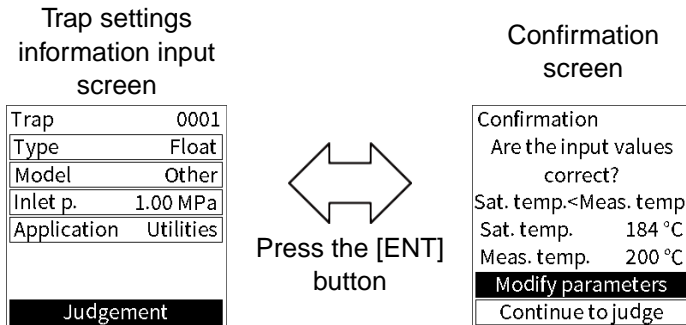 Trap settings
information input
screen
Trap 0001
Type Float
Model Other
Inlet p. 1.00 MPa
Application Utilities
Judgement
Press the [ENT]
button
Confirmation
screen
Confirmation
Are the input values
correct?
Sat. temp.<Meas. temp
Sat. temp. 184 °C
Meas. temp. 200 °C
Modify parameters
Continue to judge